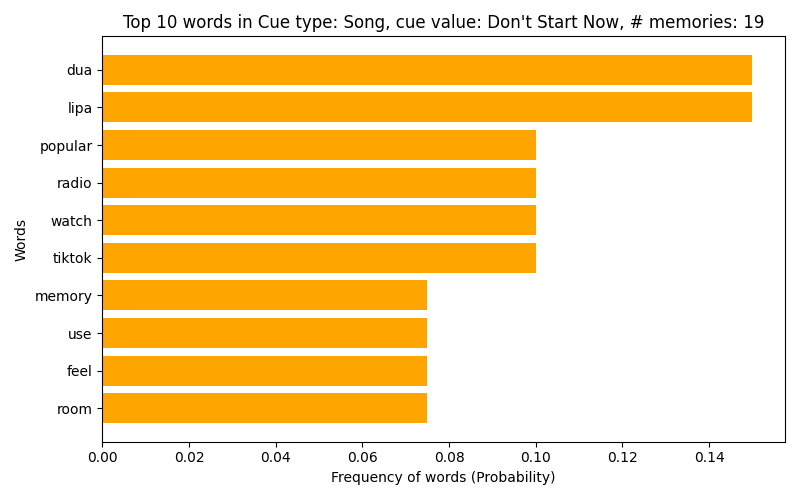 Top 10 words in Cue type: Song, cue value: Don't Start Now, # memories: 19
dua
lipa
popular
radio
watch
tiktok
memory
use
feel
room
Words
0.00 0.02 0.04 0.06 0.08 0.10 0.12 0.14
Frequency of words (Probability)